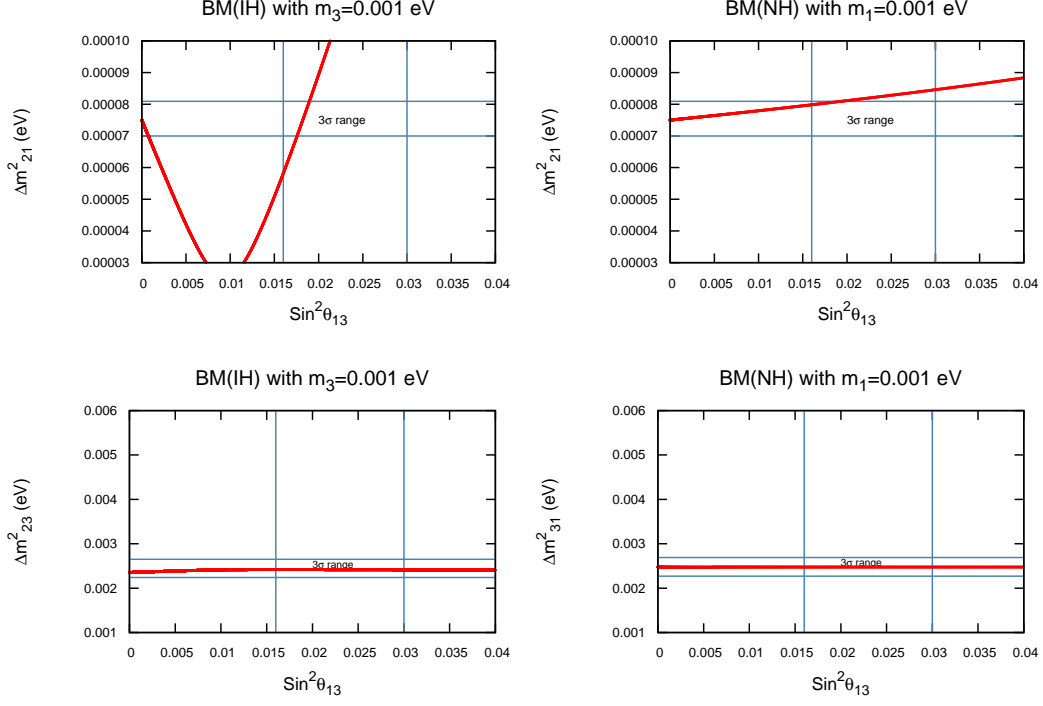 BM(IH) with m3=0.001 eV
0.00010
0.00009
0.00008
0.00007
0.00006
0.00005
0.00004
0.00003
Δm²21 (eV)
3σ range
0 0.005 0.01 0.015 0.02 0.025 0.03 0.035 0.04
Sin²θ13
BM(NH) with m1=0.001 eV
0.00010
0.00009
0.00008
0.00007
0.00006
0.00005
0.00004
0.00003
Δm²21 (eV)
3σ range
0 0.005 0.01 0.015 0.02 0.025 0.03 0.035 0.04
Sin²θ13
BM(IH) with m3=0.001 eV
0.006
0.005
0.004
0.003
0.002
0.001
Δm²23 (eV)
3σ range
0 0.005 0.01 0.015 0.02 0.025 0.03 0.035 0.04
Sin²θ13
BM(NH) with m1=0.001 eV
0.006
0.005
0.004
0.003
0.002
0.001
Δm²31 (eV)
3σ range
0 0.005 0.01 0.015 0.02 0.025 0.03 0.035 0.04
Sin²θ13